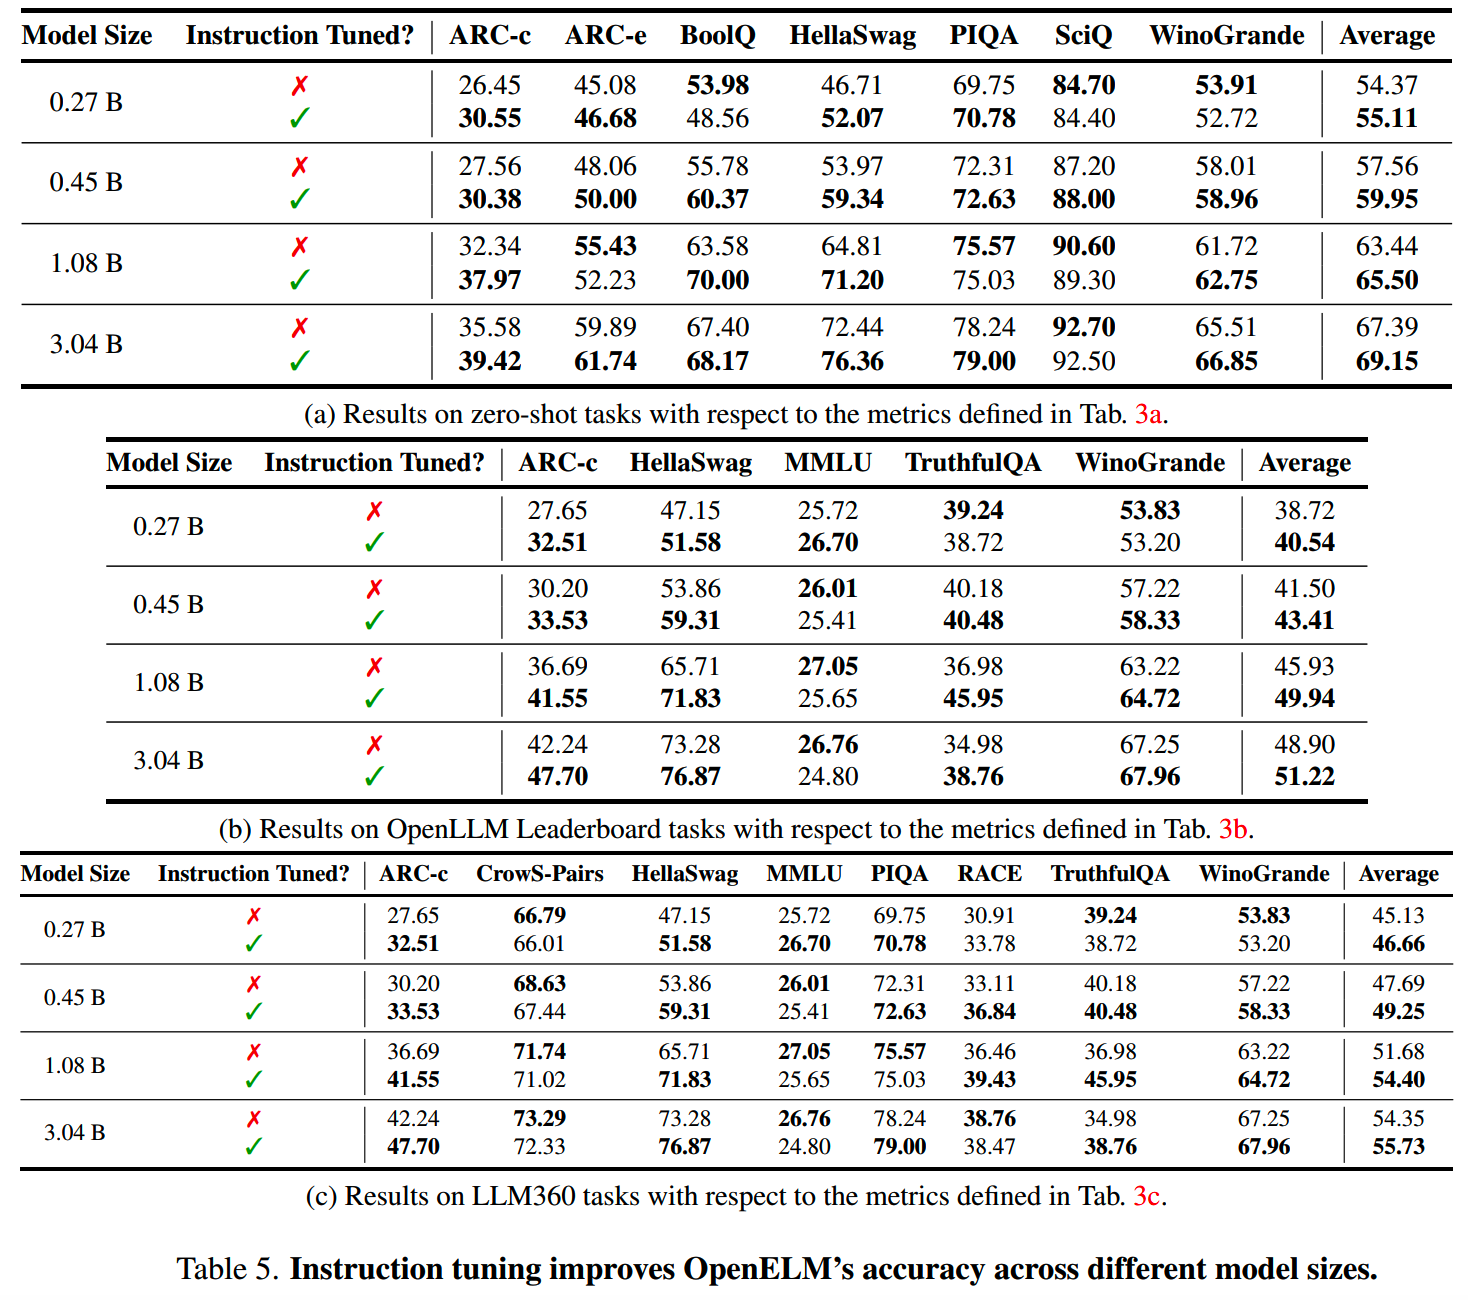 Model Size Instruction Tuned? ARC-c ARC-e BoolQ HellaSwag PIQA SciQ WinoGrande Average
0.27 B
✗ 26.45 45.08 53.98 46.71 69.75 84.70 53.91 54.37
✓ 30.55 46.68 48.56 52.07 70.78 84.40 52.72 55.11
0.45 B
✗ 27.56 48.06 55.78 53.97 72.31 87.20 58.01 57.56
✓ 30.38 50.00 60.37 59.34 72.63 88.00 58.96 59.95
1.08 B
✗ 32.34 55.43 63.58 64.81 75.57 90.60 61.72 63.44
✓ 37.97 52.23 70.00 71.20 75.03 89.30 62.75 65.50
3.04 B
✗ 35.58 59.89 67.40 72.44 78.24 92.70 65.51 67.39
✓ 39.42 61.74 68.17 76.36 79.00 92.50 66.85 69.15
(a) Results on zero-shot tasks with respect to the metrics defined in Tab. 3a.
Model Size Instruction Tuned? ARC-c HellaSwag MMLU TruthfulQA WinoGrande Average
0.27 B
✗ 27.65 47.15 25.72 39.24 53.83 38.72
✓ 32.51 51.58 26.70 38.72 53.20 40.54
0.45 B
✗ 30.20 53.86 26.01 40.18 57.22 41.50
✓ 33.53 59.31 25.41 40.48 58.33 43.41
1.08 B
✗ 36.69 65.71 27.05 36.98 63.22 45.93
✓ 41.55 71.83 25.65 45.95 64.72 49.94
3.04 B
✗ 42.24 73.28 26.76 34.98 67.25 48.90
✓ 47.70 76.87 24.80 38.76 67.96 51.22
(b) Results on OpenLLM Leaderboard tasks with respect to the metrics defined in Tab. 3b.
Model Size Instruction Tuned? ARC-c CrowS-Pairs HellaSwag MMLU PIQA RACE TruthfulQA WinoGrande Average
0.27 B
✗ 27.65 66.79 47.15 25.72 69.75 30.91 39.24 53.83 45.13
✓ 32.51 66.01 51.58 26.70 70.78 33.78 38.72 53.20 46.66
0.45 B
✗ 30.20 68.63 53.86 26.01 72.31 33.11 40.18 57.22 47.69
✓ 33.53 67.44 59.31 25.41 72.63 36.84 40.48 58.33 49.25
1.08 B
✗ 36.69 71.74 65.71 27.05 75.57 36.46 36.98 63.22 51.68
✓ 41.55 71.02 71.83 25.65 75.03 39.43 45.95 64.72 54.40
3.04 B
✗ 42.24 73.29 73.28 26.76 78.24 38.76 34.98 67.25 54.35
✓ 47.70 72.33 76.87 24.80 79.00 38.47 38.76 67.96 55.73
(c) Results on LLM360 tasks with respect to the metrics defined in Tab. 3c.
Table 5. Instruction tuning improves OpenELM's accuracy across different model sizes.